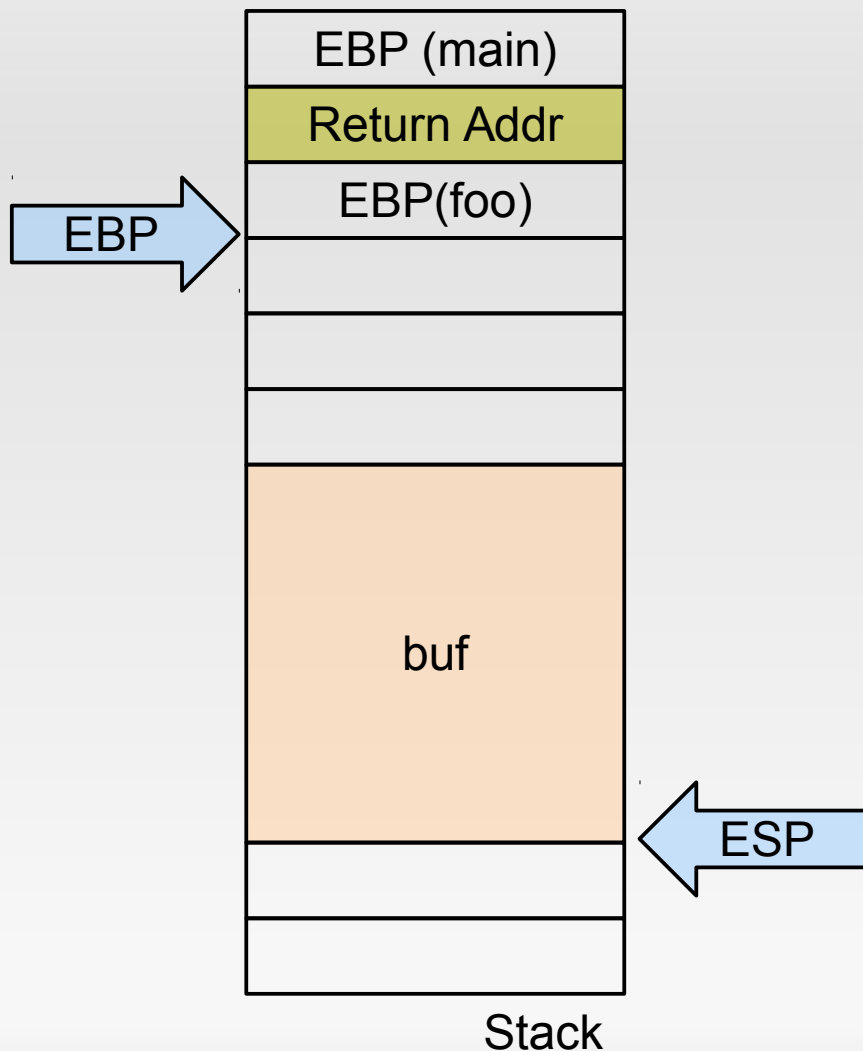 EBP (main)
Return Addr
EBP(foo)
EBP
buf
ESP
Stack